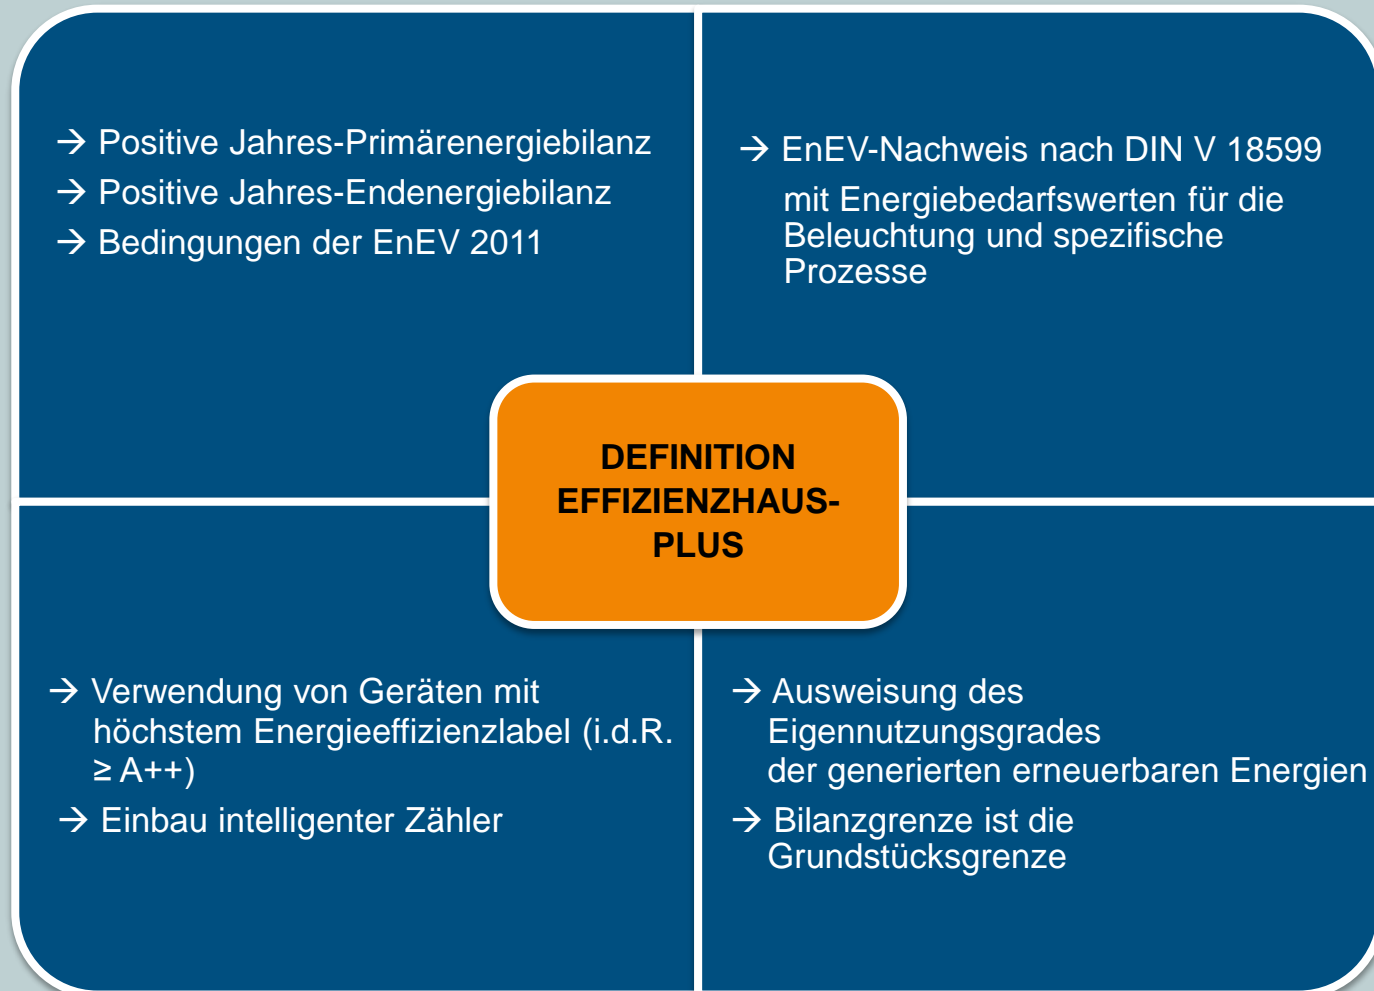 → Positive Jahres-Primärenergiebilanz
→ Positive Jahres-Endenergiebilanz
→ Bedingungen der EnEV 2011
→ EnEV-Nachweis nach DIN V 18599
mit Energiebedarfswerten für die
Beleuchtung und spezifische
Prozesse
DEFINITION
EFFIZIENZHAUS-
PLUS
→ Verwendung von Geräten mit
höchstem Energieeffizienzlabel (i.d.R.
≥ A++)
→ Einbau intelligenter Zähler
→ Ausweisung des
Eigennutzungsgrades
der generierten erneuerbaren Energien
→ Bilanzgrenze ist die
Grundstücksgrenze